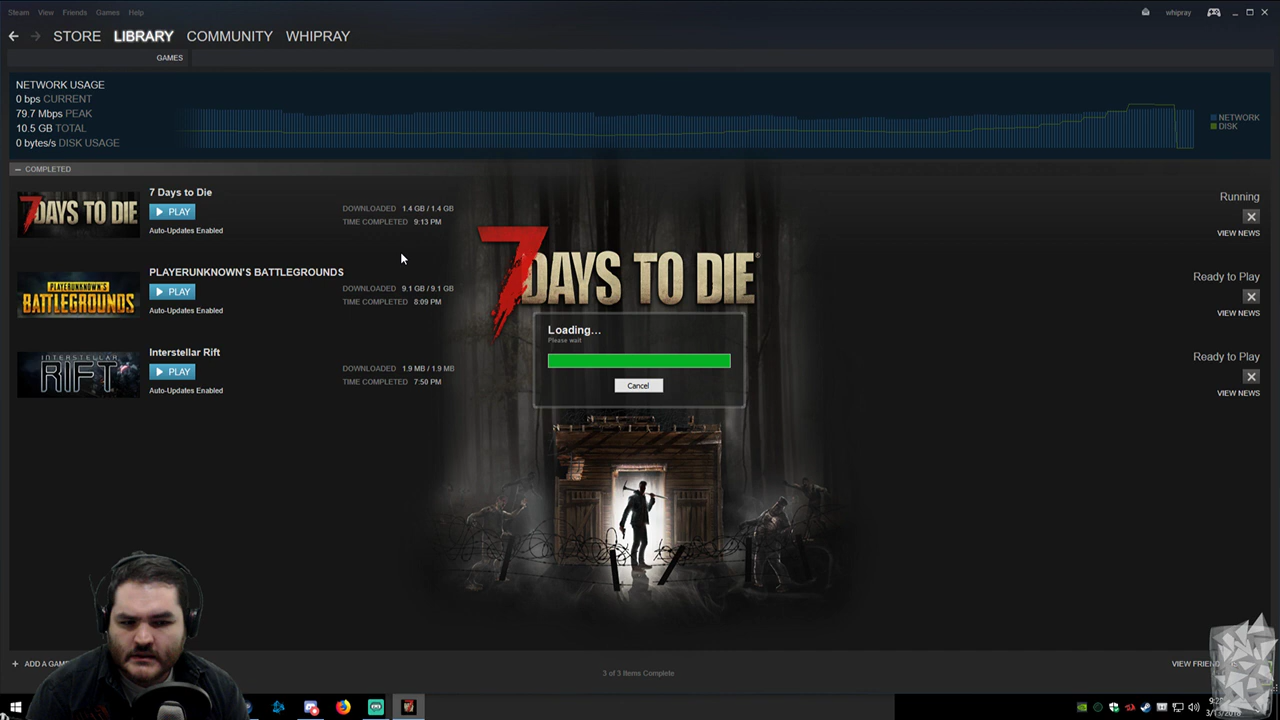 Steam View Friends Games Help
whipray
STORE LIBRARY COMMUNITY WHIPRAY
GAMES
NETWORK USAGE
0 bps CURRENT
79.7 Mbps PEAK
10.5 GB TOTAL
0 bytes/s DISK USAGE
NETWORK
DISK
COMPLETED
7 DAYS TO DIE
7 Days to Die
PLAY
Auto-Updates Enabled
DOWNLOADED 1.4 GB / 1.4 GB
TIME COMPLETED 9:13 PM
Running
VIEW NEWS
7 DAYS TO DIE
PLAYERUNKNOWN'S
BATTLEGROUNDS
PLAYERUNKNOWN'S BATTLEGROUNDS
PLAY
Auto-Updates Enabled
DOWNLOADED 9.1 GB / 9.1 GB
TIME COMPLETED 8:09 PM
Ready to Play
VIEW NEWS
Loading...
Please wait
Cancel
INTERSTELLAR
RIFT
Interstellar Rift
PLAY
Auto-Updates Enabled
DOWNLOADED 1.9 MB / 1.9 MB
TIME COMPLETED 7:50 PM
Ready to Play
VIEW NEWS
+ ADD A GAM
3 of 3 Items Complete
VIEW